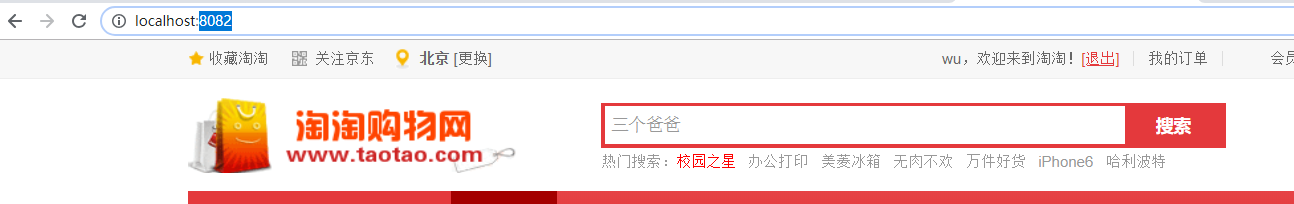 localhost:8082
收藏淘淘 关注京东 北京 [更换] wu，欢迎来到淘淘！[退出] 我的订单 会员
淘淘购物网
www.taotao.com
三个爸爸 搜索
热门搜索：校园之星 办公打印 美菱冰箱 无肉不欢 万件好货 iPhone6 哈利波特